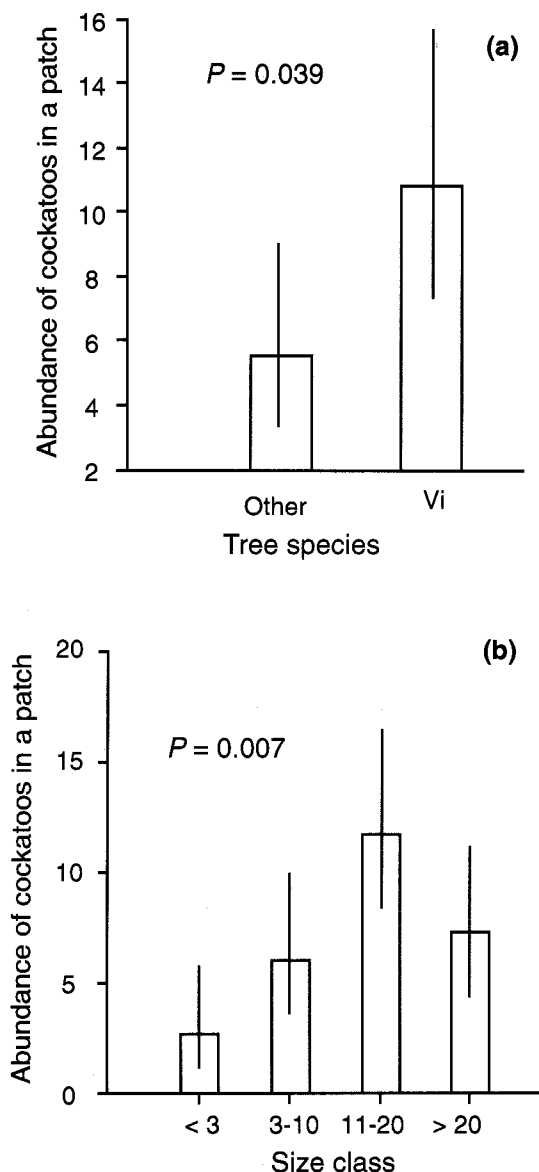 (a)
P = 0.039
Abundance of cockatoos in a patch
16
14
12
10
8
6
4
2
Other
Vi
Tree species
(b)
P = 0.007
Abundance of cockatoos in a patch
20
15
10
5
0
< 3
3-10
11-20
> 20
Size class